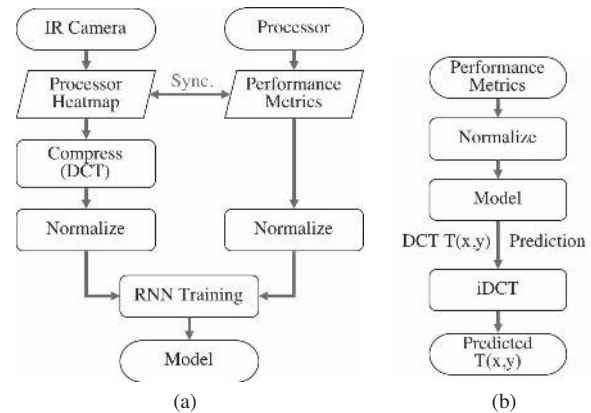 IR Camera
Processor
Processor
Heatmap
Sync.
Performance
Metrics
Compress
(DCT)
Normalize
Normalize
RNN Training
Model
(a)
Performance
Metrics
Normalize
Model
DCT T(x,y) Prediction
iDCT
Predicted
T(x,y)
(b)